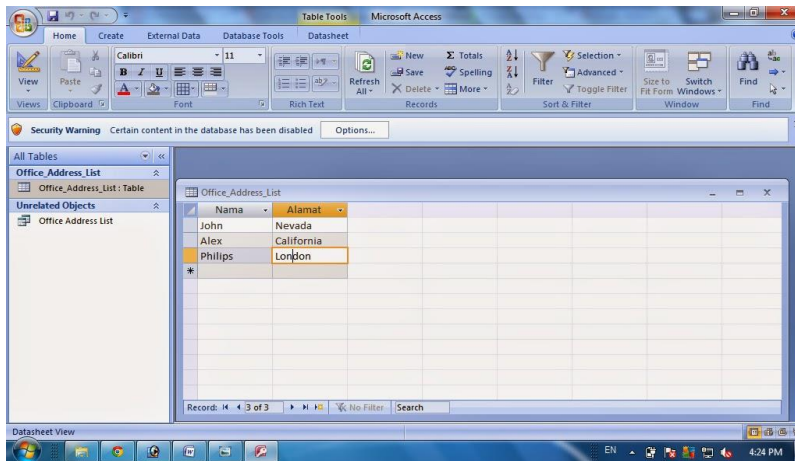 Table Tools Microsoft Access
Home Create External Data Database Tools Datasheet
View
Views
Paste
Clipboard
Calibri 11
B I U
A
Font
Rich Text
Refresh All
New Save Delete
Totals Spelling More
Records
Filter
Selection
Advanced
Toggle Filter
Sort & Filter
Size to Fit Form
Switch Windows
Window
Find
Find
Security Warning Certain content in the database has been disabled Options...
All Tables
Office_Address_List
Office_Address_List : Table
Unrelated Objects
Office Address List
Office_Address_List
Nama Alamat
John Nevada
Alex California
Philips London
Record: 3 of 3 No Filter Search
Datasheet View
EN 4:24 PM